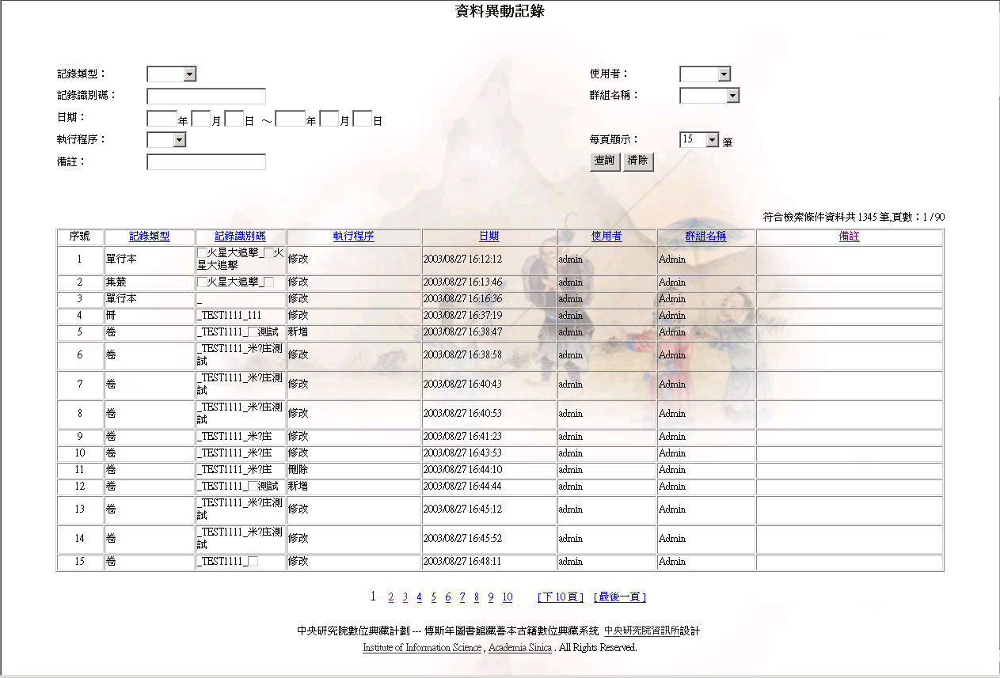 資料異動記錄
記錄類型： 使用者：
記錄識別碼： 群組名稱：
日期： 年 月 日 ～ 年 月 日
執行程序： 每頁顯示： 15 筆
備註： 查詢 清除
符合檢索條件資料共 1345 筆,頁數：1 / 90
序號 記錄類型 記錄識別碼 執行程序 日期 使用者 群組名稱 備註
1 單行本 □火星大追擊_□火 修改 2003/08/27 16:12:12 admin Admin
星大追擊
2 集叢 □火星大追擊_□ 修改 2003/08/27 16:13:46 admin Admin
3 單行本 _ 修改 2003/08/27 16:16:36 admin Admin
4 冊 _TEST1111_111 修改 2003/08/27 16:37:19 admin Admin
5 卷 _TEST1111_□測試 新增 2003/08/27 16:38:47 admin Admin
6 卷 _TEST1111_米?庄測 修改 2003/08/27 16:38:58 admin Admin
試
7 卷 _TEST1111_米?庄測 修改 2003/08/27 16:40:43 admin Admin
試
8 卷 _TEST1111_米?庄測 修改 2003/08/27 16:40:53 admin Admin
試
9 卷 _TEST1111_米?庄 修改 2003/08/27 16:41:23 admin Admin
10 卷 _TEST1111_米?庄 修改 2003/08/27 16:43:53 admin Admin
11 卷 _TEST1111_米?庄 刪除 2003/08/27 16:44:10 admin Admin
12 卷 _TEST1111_□測試 新增 2003/08/27 16:44:44 admin Admin
13 卷 _TEST1111_米?庄測 修改 2003/08/27 16:45:12 admin Admin
試
14 卷 _TEST1111_米?庄測 修改 2003/08/27 16:45:52 admin Admin
試
15 卷 _TEST1111_□ 修改 2003/08/27 16:48:11 admin Admin
1 2 3 4 5 6 7 8 9 10 [下 10 頁] [最後一頁]
中央研究院數位典藏計劃 --- 傅斯年圖書館藏善本古籍數位典藏系統 中央研究院資訊所設計
Institute of Information Science , Academia Sinica . All Rights Reserved.